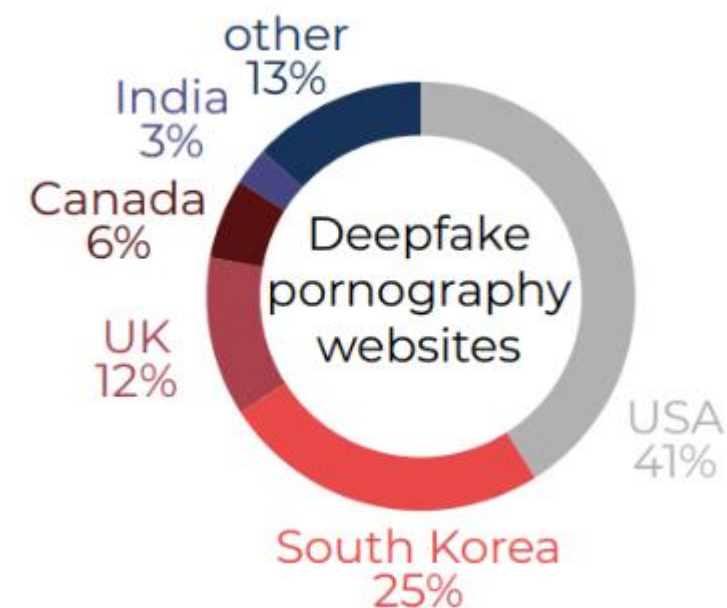 other
13%
India
3%
Canada
6%
UK
12%
Deepfake
pornography
websites
USA
41%
South Korea
25%